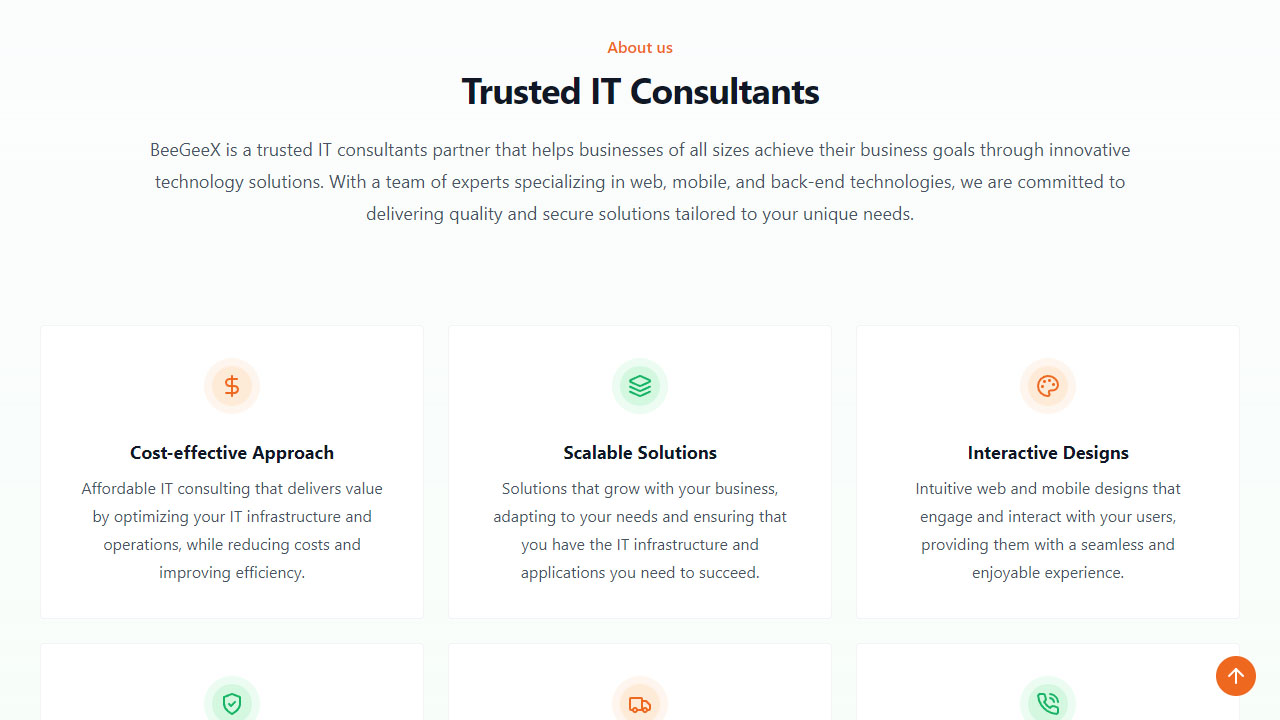 About us
Trusted IT Consultants
BeeGeeX is a trusted IT consultants partner that helps businesses of all sizes achieve their business goals through innovative
technology solutions. With a team of experts specializing in web, mobile, and back-end technologies, we are committed to
delivering quality and secure solutions tailored to your unique needs.
Cost-effective Approach
Affordable IT consulting that delivers value
by optimizing your IT infrastructure and
operations, while reducing costs and
improving efficiency.
Scalable Solutions
Solutions that grow with your business,
adapting to your needs and ensuring that
you have the IT infrastructure and
applications you need to succeed.
Interactive Designs
Intuitive web and mobile designs that
engage and interact with your users,
providing them with a seamless and
enjoyable experience.